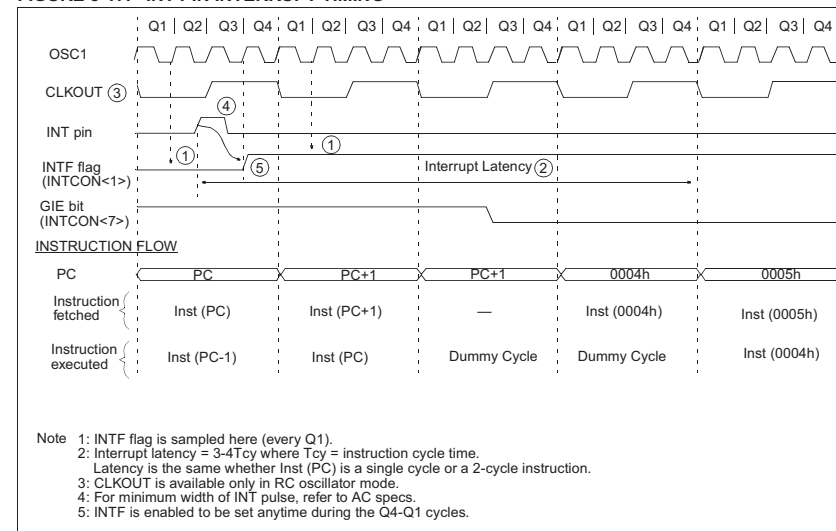 FIGURE 8-17: INT PIN INTERRUPT TIMING
Q1 Q2 Q3 Q4 Q1 Q2 Q3 Q4 Q1 Q2 Q3 Q4 Q1 Q2 Q3 Q4 Q1 Q2 Q3 Q4
OSC1
CLKOUT 3
4
INT pin
1
1
INTF flag
(INTCON<1>)
5
Interrupt Latency 2
GIE bit
(INTCON<7>)
INSTRUCTION FLOW
PC PC PC+1 PC+1 0004h 0005h
Instruction
fetched
Inst (PC) Inst (PC+1) — Inst (0004h) Inst (0005h)
Instruction
executed
Inst (PC-1) Inst (PC) Dummy Cycle Dummy Cycle Inst (0004h)
Note 1: INTF flag is sampled here (every Q1).
2: Interrupt latency = 3-4Tcy where Tcy = instruction cycle time.
Latency is the same whether Inst (PC) is a single cycle or a 2-cycle instruction.
3: CLKOUT is available only in RC oscillator mode.
4: For minimum width of INT pulse, refer to AC specs.
5: INTF is enabled to be set anytime during the Q4-Q1 cycles.